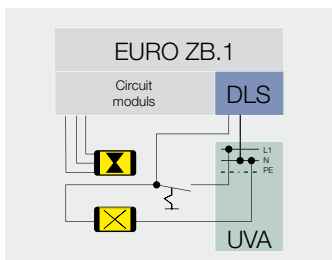 EURO ZB.1
Circuit
moduls
DLS
L1
N
PE
UVA